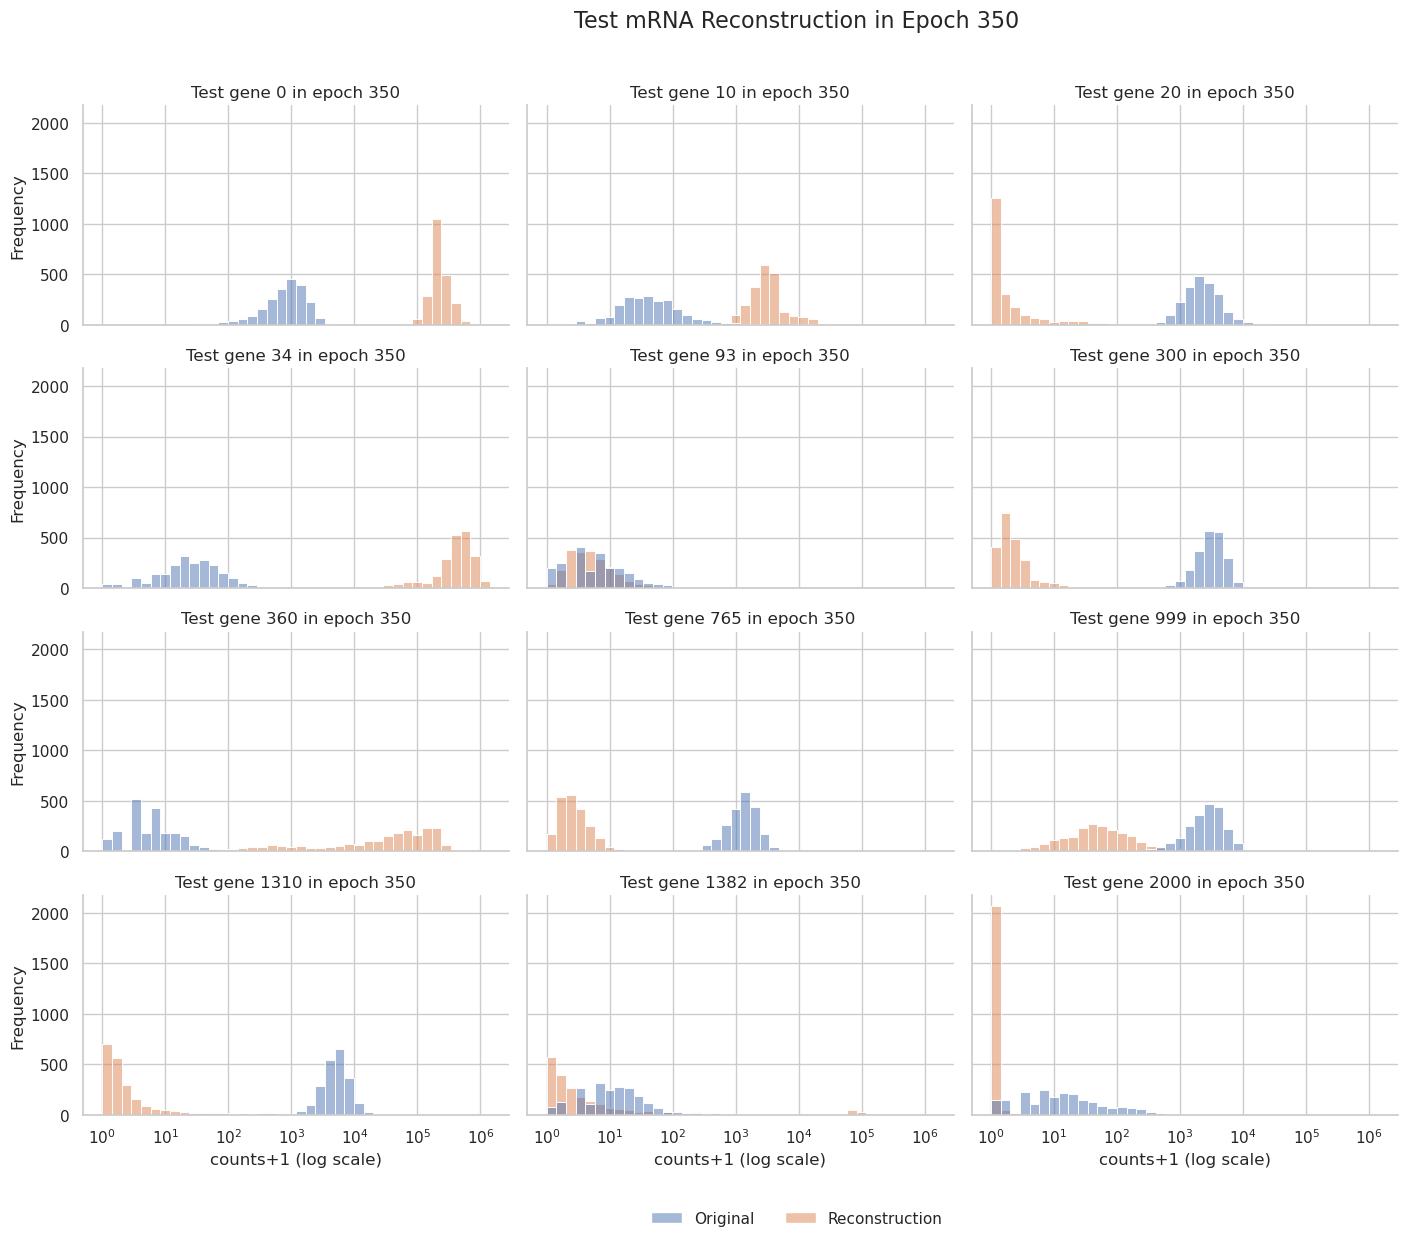 Test mRNA Reconstruction in Epoch 350
Test gene 0 in epoch 350
Test gene 10 in epoch 350
Test gene 20 in epoch 350
2000
1500
1000
500
0
Frequency
Test gene 34 in epoch 350
Test gene 93 in epoch 350
Test gene 300 in epoch 350
2000
1500
1000
500
0
Frequency
Test gene 360 in epoch 350
Test gene 765 in epoch 350
Test gene 999 in epoch 350
2000
1500
1000
500
0
Frequency
Test gene 1310 in epoch 350
Test gene 1382 in epoch 350
Test gene 2000 in epoch 350
2000
1500
1000
500
0
Frequency
10⁰ 10¹ 10² 10³ 10⁴ 10⁵ 10⁶
10⁰ 10¹ 10² 10³ 10⁴ 10⁵ 10⁶
10⁰ 10¹ 10² 10³ 10⁴ 10⁵ 10⁶
counts+1 (log scale)
counts+1 (log scale)
counts+1 (log scale)
Original
Reconstruction